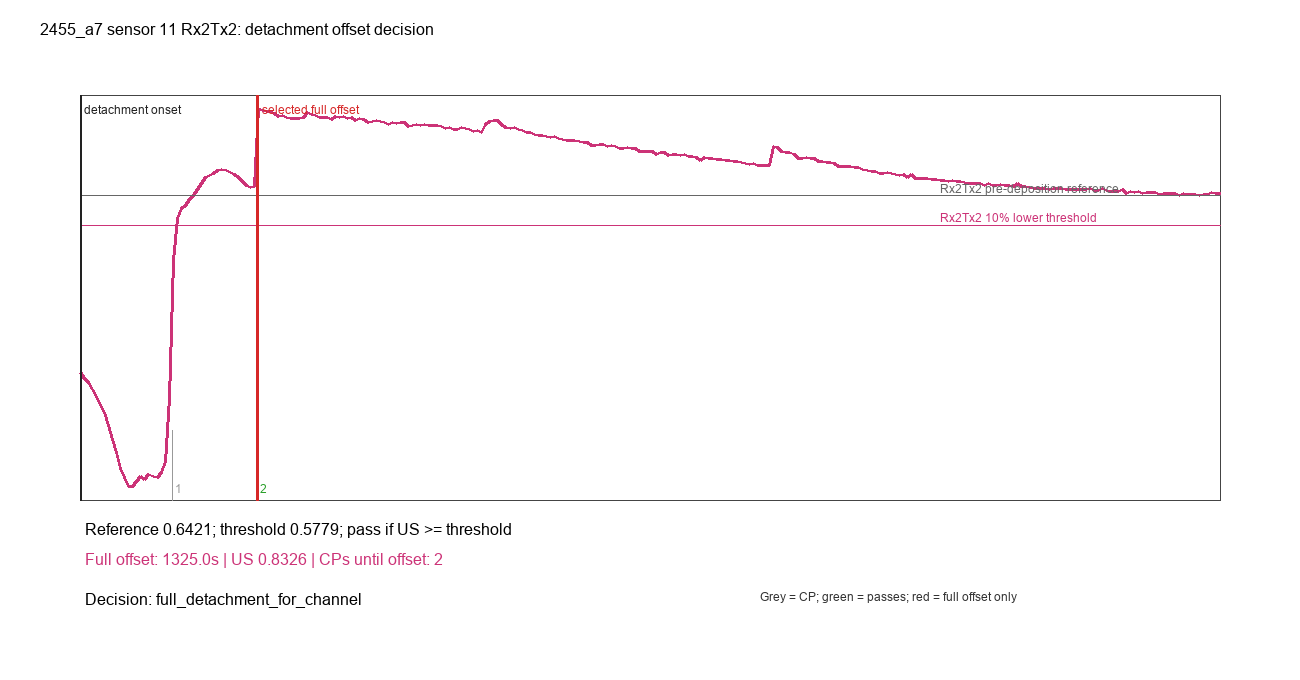 2455_a7 sensor 11 Rx2Tx2: detachment offset decision
detachment onset
selected full offset
Rx2Tx2 pre-deposition reference
Rx2Tx2 10% lower threshold
1
2
Reference 0.6421; threshold 0.5779; pass if US >= threshold
Full offset: 1325.0s | US 0.8326 | CPs until offset: 2
Decision: full_detachment_for_channel
Grey = CP; green = passes; red = full offset only